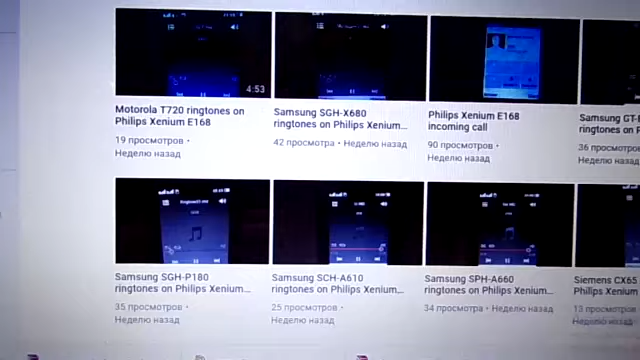 4:53
Motorola T720 ringtones on
Philips Xenium E168
19 просмотров •
Неделю назад
Samsung SGH-X680
ringtones on Philips Xenium...
42 просмотра • Неделю назад
Philips Xenium E168
incoming call
90 просмотров •
Неделю назад
Samsung GT-
ringtones on
36 просмотров
Неделю назад
Samsung SGH-P180
ringtones on Philips Xenium...
35 просмотров •
Неделю назад
Samsung SCH-A610
ringtones on Philips Xenium...
25 просмотров •
Неделю назад
Samsung SPH-A660
ringtones on Philips Xenium...
34 просмотра • Неделю назад
Siemens CX65
Philips Xenium
13 просмотров
Неделю назад